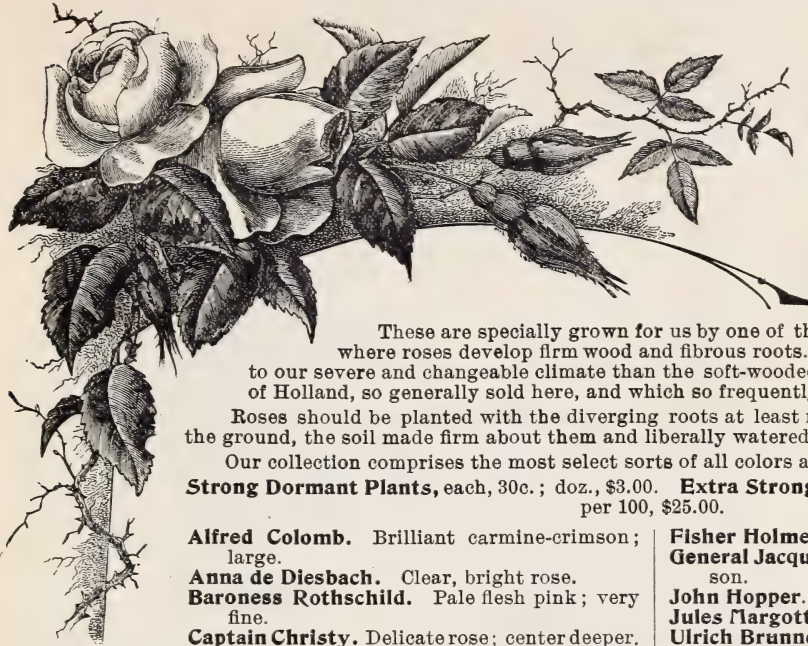 These are specially grown for us by one of th
where roses develop firm wood and fibrous roots.
to our severe and changeable climate than the soft-woode
of Holland, so generally sold here, and which so frequentl
Roses should be planted with the diverging roots at least
the ground, the soil made firm about them and liberally watered
Our collection comprises the most select sorts of all colors a
Strong Dormant Plants, each, 30c.; doz., $3.00. Extra Strong
per 100, $25.00.
Alfred Colomb. Brilliant carmine-crimson;
large.
Anna de Diesbach. Clear, bright rose.
Baroness Rothschild. Pale flesh pink; very
fine.
Captain Christy. Delicate rose; center deeper.
Fisher Holme
General Jacqu
son.
John Hopper.
Jules Margott
Ulrich Brunne